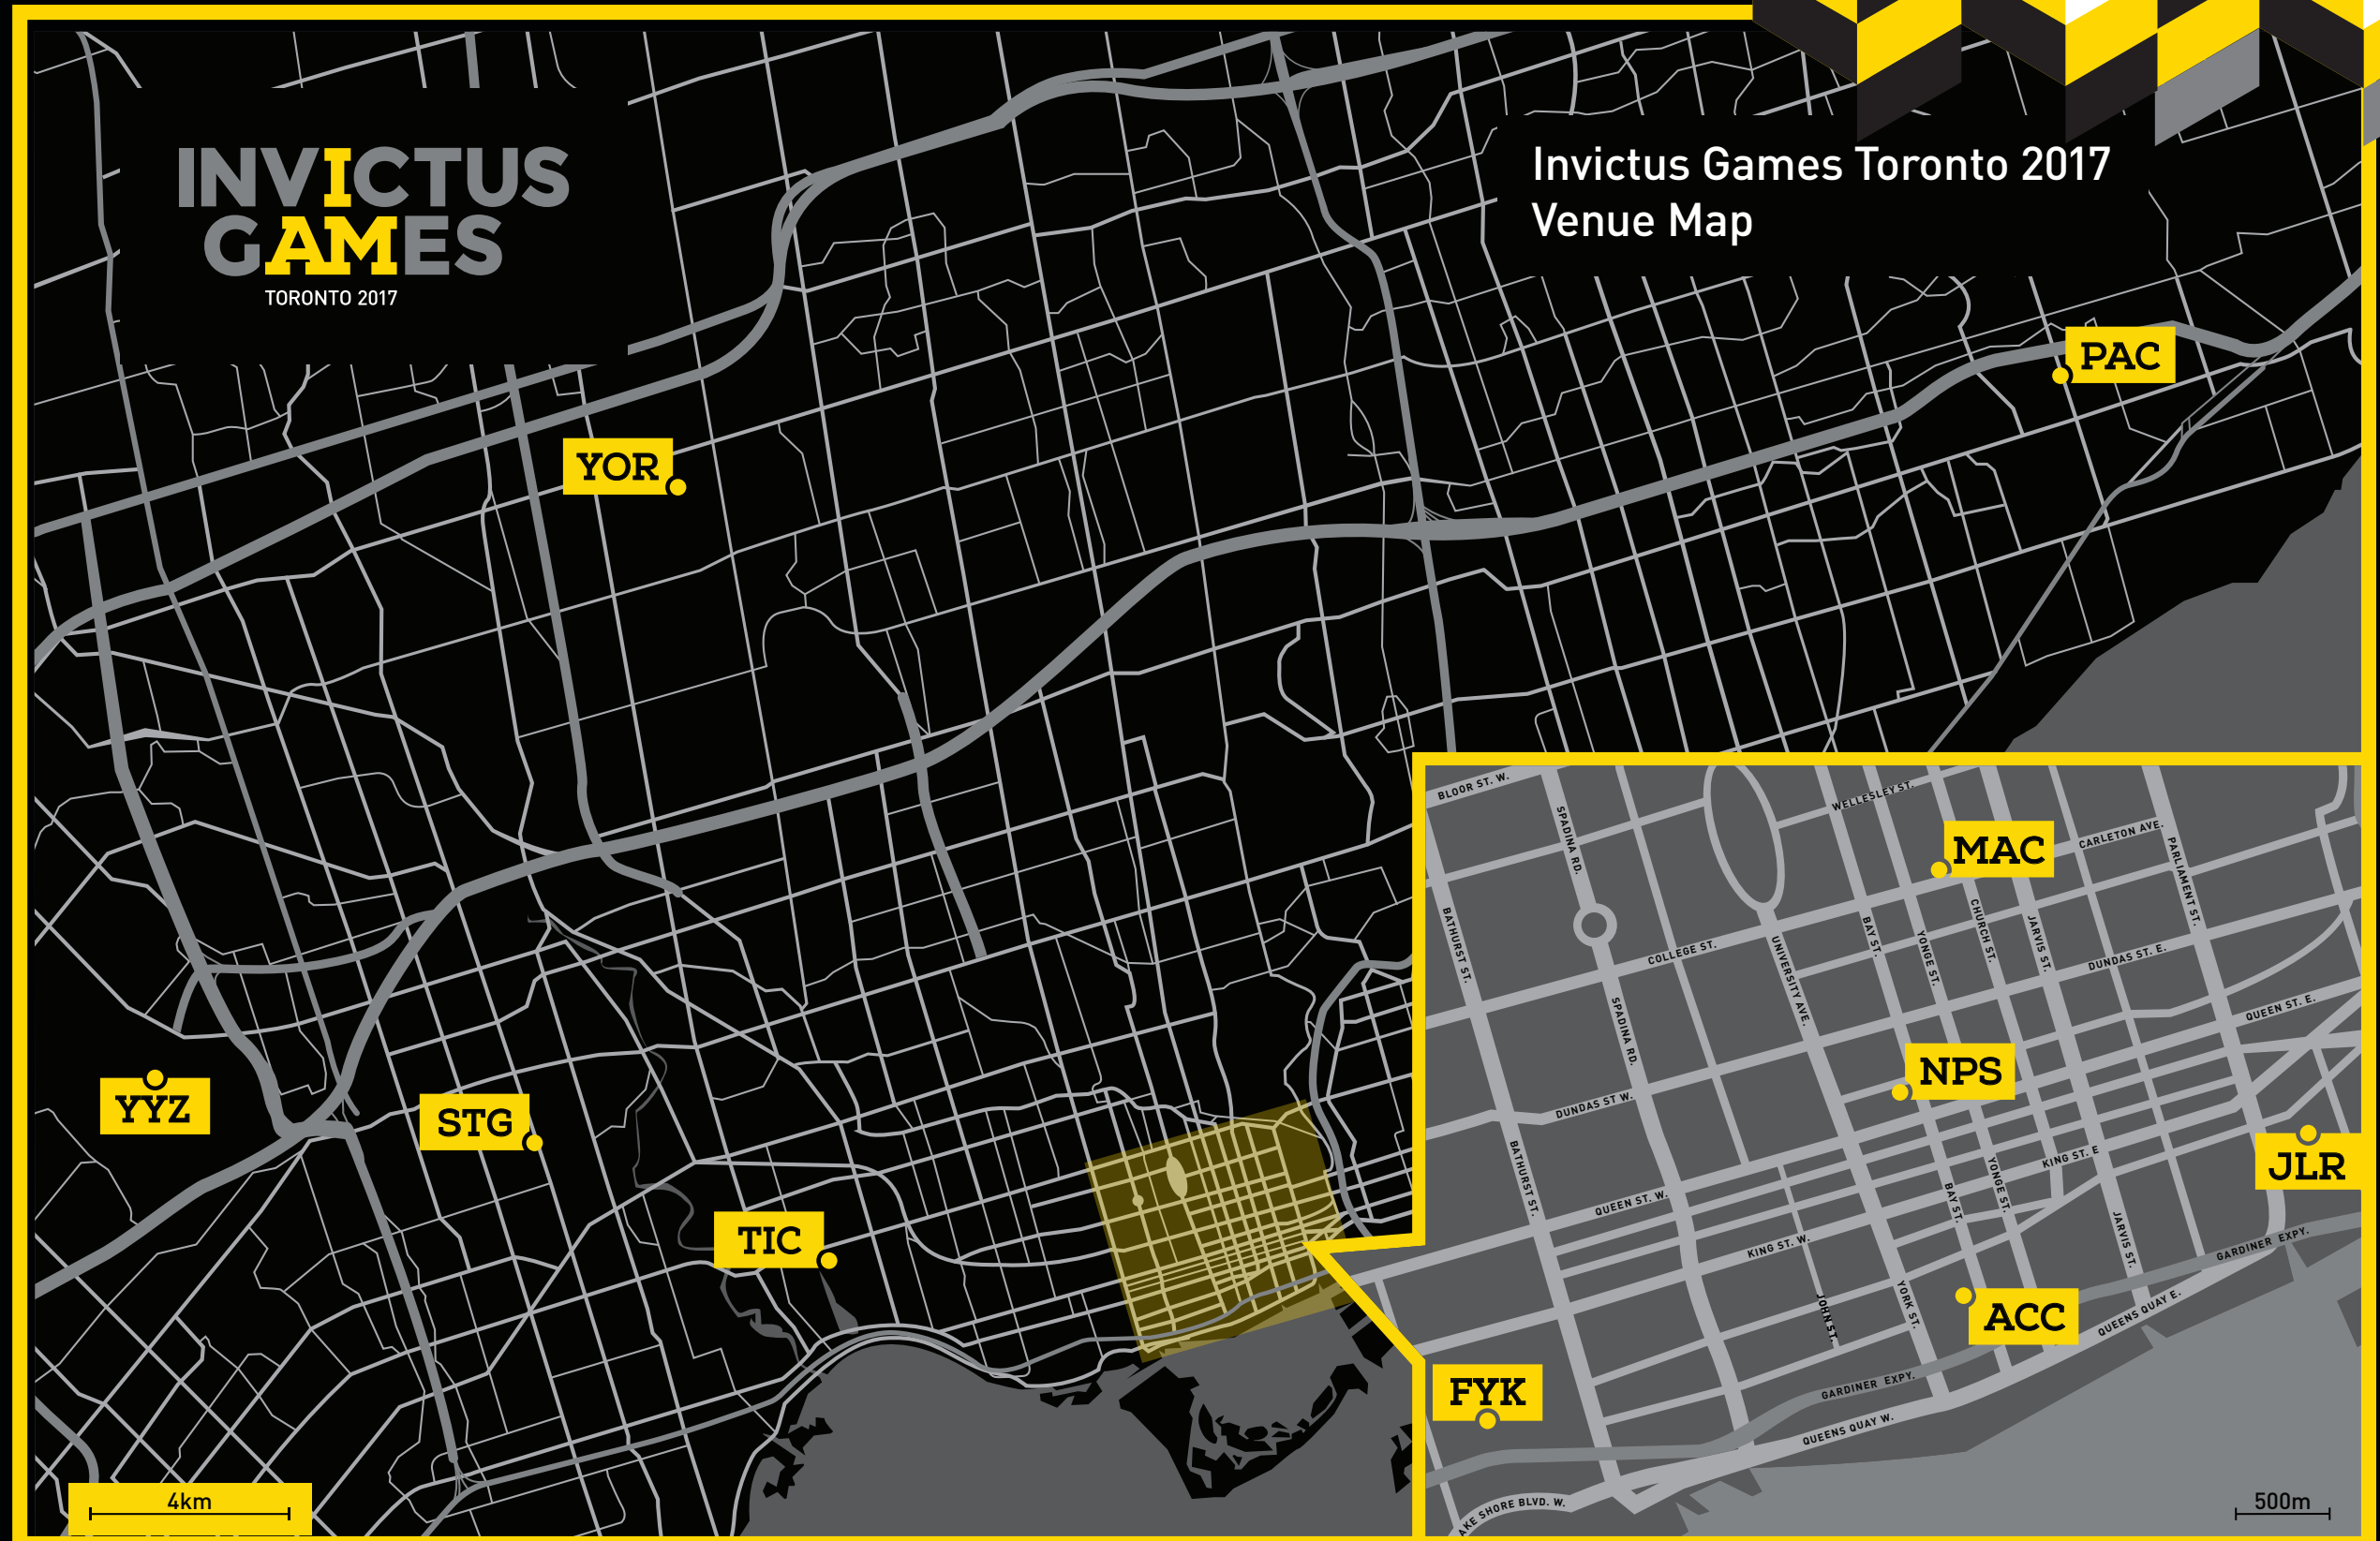 INVICTUS
GAMES
TORONTO 2017
Invictus Games Toronto 2017
Venue Map
PAC
YOR
YYZ
STG
TIC
4km
BLOOR ST. W.
SPADINA RD.
WELLESLEY ST.
MAC
CARLETON AVE.
PARLIAMENT ST.
BATHURST ST.
COLLEGE ST.
UNIVERSITY AVE.
BAY ST.
YONGE ST.
CHURCH ST.
JARVIS ST.
DUNDAS ST. E.
SPADINA RD.
QUEEN ST. E.
NPS
DUNDAS ST W.
JLR
BATHURST ST.
QUEEN ST. W.
BAY ST.
YONGE ST.
KING ST. E
KING ST. W.
JARVIS ST.
GARDINER EXPY.
JOHN ST.
YORK ST.
ACC
QUEENS QUAY E.
FYK
GARDINER EXPY.
QUEENS QUAY W.
AKE SHORE BLVD. W.
500m